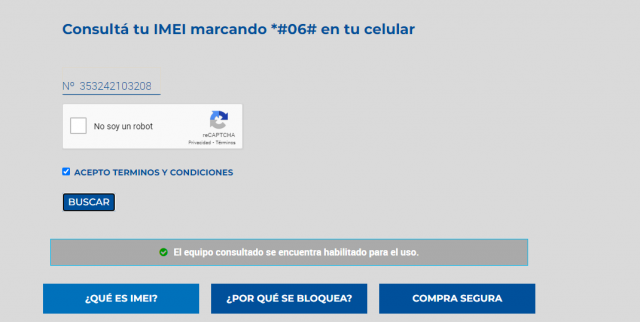 Consultá tu IMEI marcando *#06# en tu celular
Nº 353242103208
No soy un robot
reCAPTCHA
Privacidad - Términos
ACEPTO TERMINOS Y CONDICIONES
BUSCAR
El equipo consultado se encuentra habilitado para el uso.
¿QUÉ ES IMEI?
¿POR QUÉ SE BLOQUEA?
COMPRA SEGURA